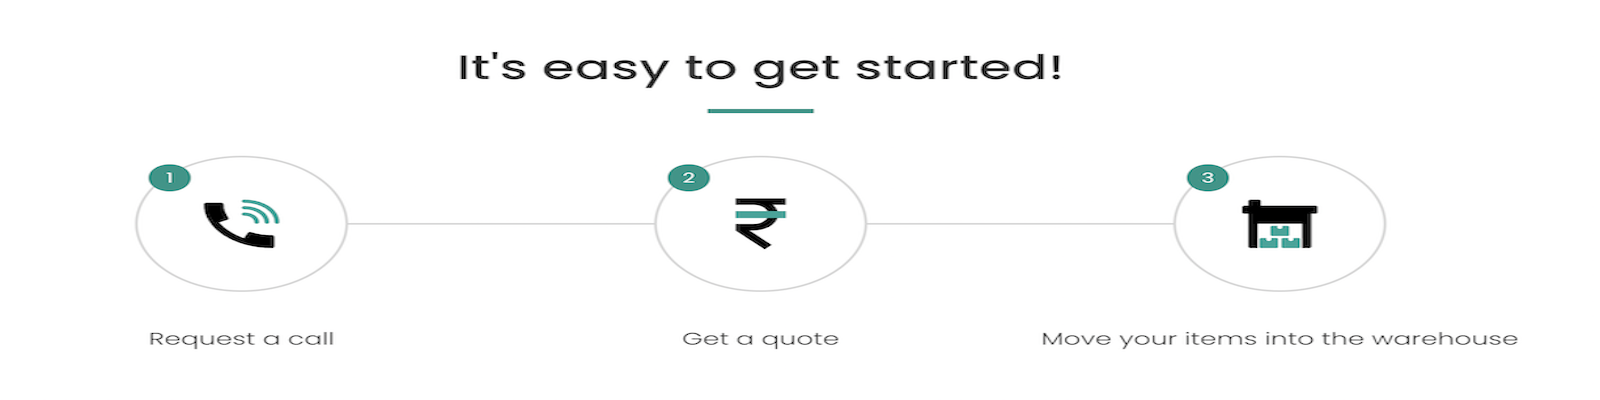 It's easy to get started!
1
2
₹
3
Request a call
Get a quote
Move your items into the warehouse